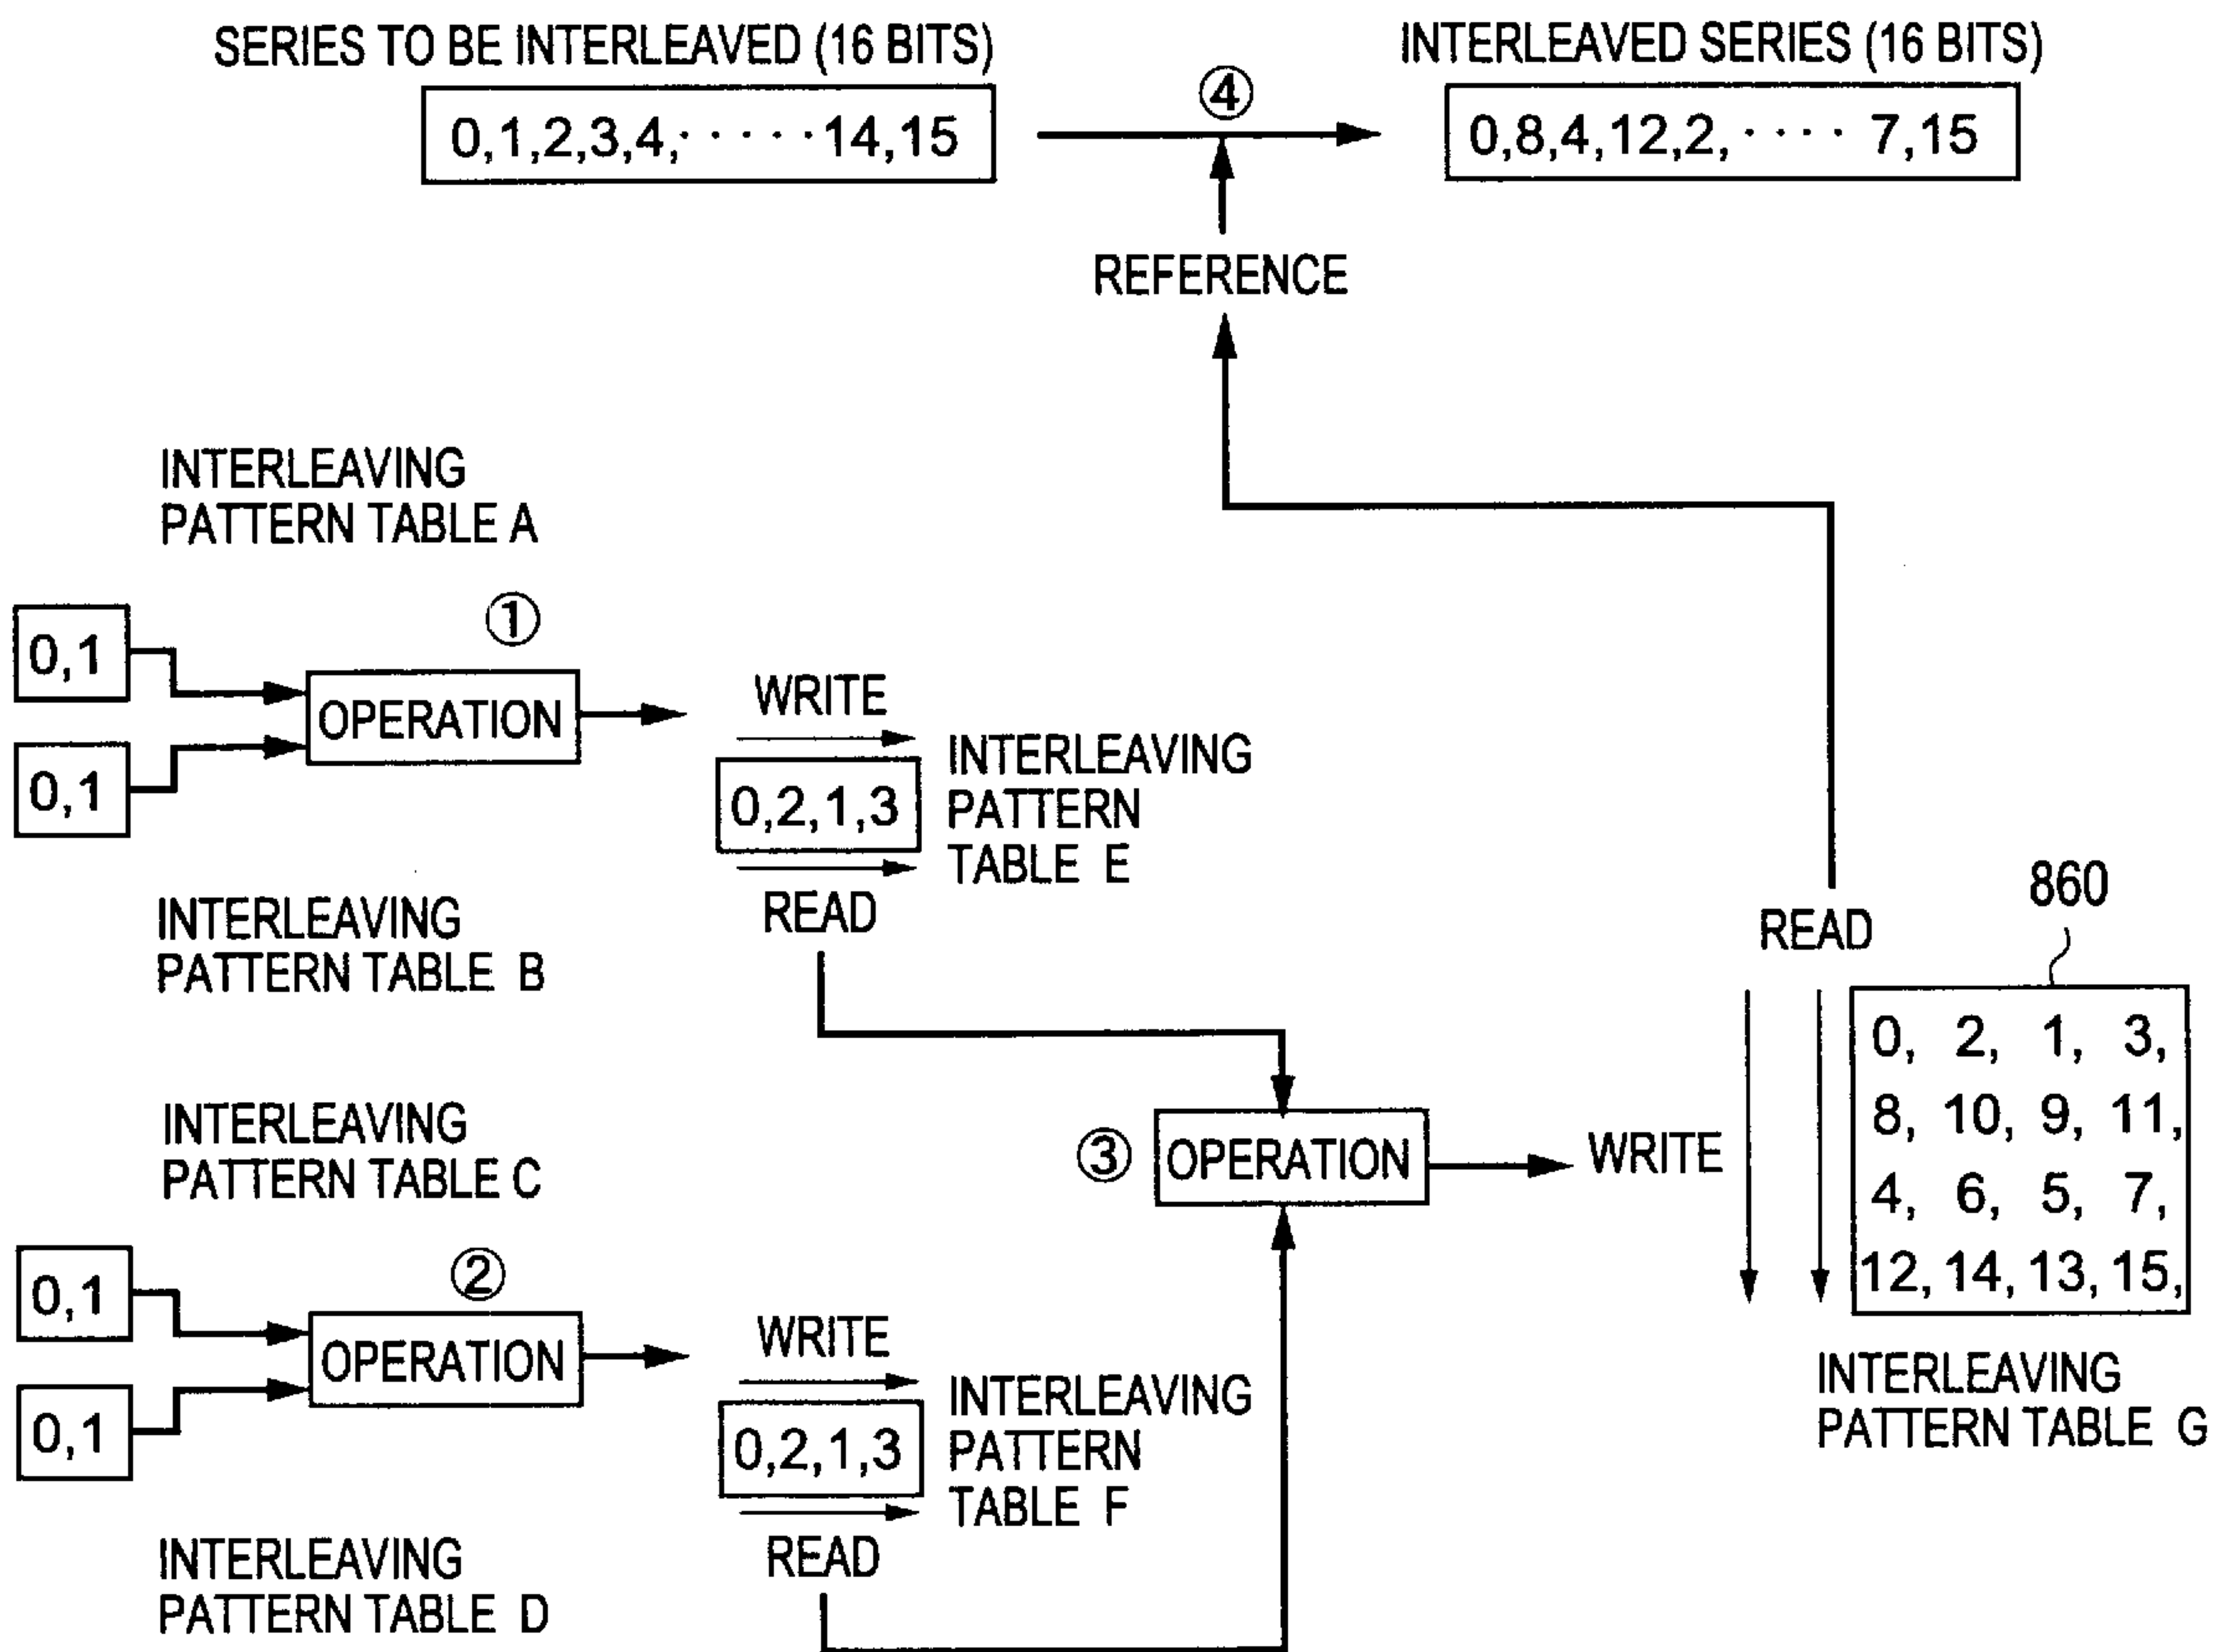 SERIES TO BE INTERLEAVED (16 BITS)
0,1,2,3,4,·····14,15
④
INTERLEAVED SERIES (16 BITS)
0,8,4,12,2,···· 7,15
REFERENCE
INTERLEAVING
PATTERN TABLE A
0,1
0,1
①
OPERATION
INTERLEAVING
PATTERN TABLE B
WRITE
0,2,1,3
READ
INTERLEAVING
PATTERN
TABLE E
INTERLEAVING
PATTERN TABLE C
0,1
0,1
②
OPERATION
INTERLEAVING
PATTERN TABLE D
WRITE
0,2,1,3
READ
INTERLEAVING
PATTERN
TABLE F
③
OPERATION
WRITE
READ
860
0, 2, 1, 3,
8, 10, 9, 11,
4, 6, 5, 7,
12, 14, 13, 15,
INTERLEAVING
PATTERN TABLE G